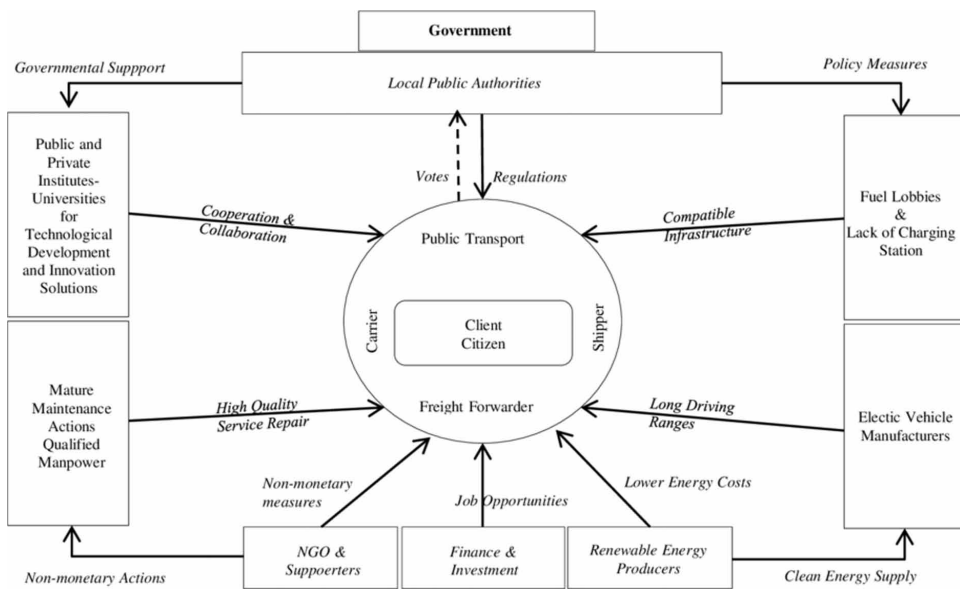 Government
Governmental Suppport
Local Public Authorities
Policy Measures
Public and
Private
Institutes-
Universities
for
Technological
Development
and Innovation
Solutions
Votes
Regulations
Fuel Lobbies
&
Lack of Charging
Station
Cooperation &
Collaboration
Compatible
Infrastructure
Public Transport
Carrier
Client
Citizen
Shipper
Freight Forwarder
Mature
Maintenance
Actions
Qualified
Manpower
High Quality
Service Repair
Long Driving
Ranges
Electic Vehicle
Manufacturers
Non-monetary
measures
Job Opportunities
Lower Energy Costs
NGO &
Suppoerters
Finance &
Investment
Renewable Energy
Producers
Non-monetary Actions
Clean Energy Supply